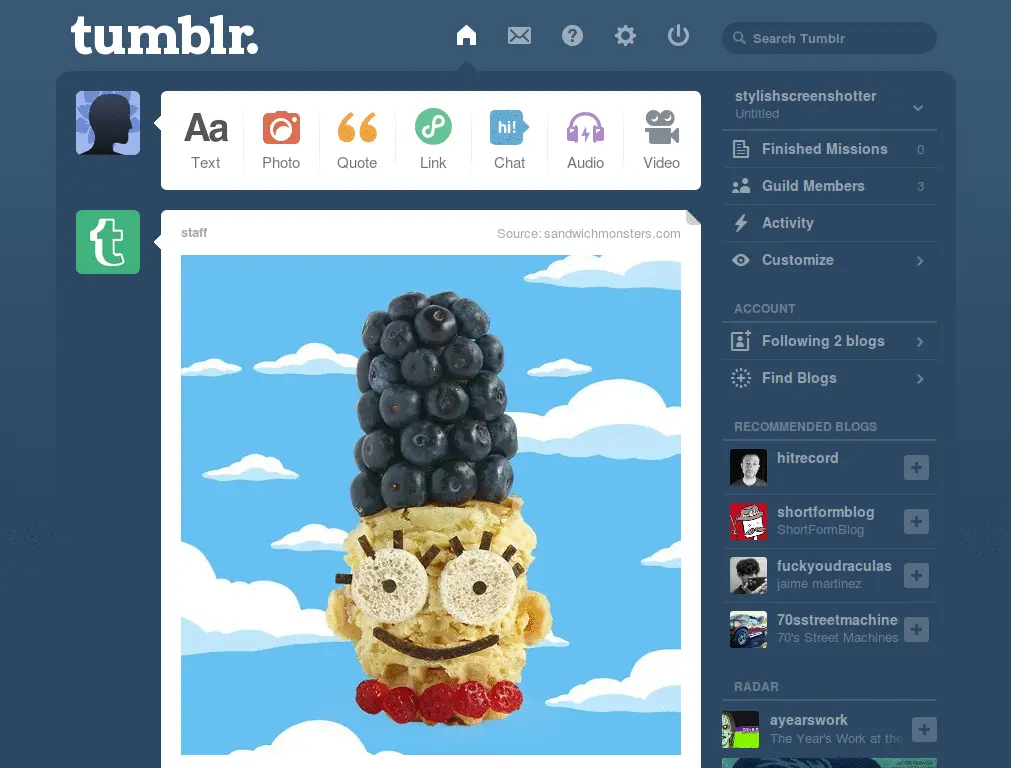 tumblr.
Search Tumblr
Aa
hi!
Text
Photo
Quote
Link
Chat
Audio
Video
t
staff
Source: sandwichmonsters.com
stylishscreenshotter
Untitled
Finished Missions 0
Guild Members 3
Activity
Customize
ACCOUNT
Following 2 blogs
Find Blogs
RECOMMENDED BLOGS
hitrecord
shortformblog
ShortFormBlog
fuckyoudraculas
jaime martinez
70sstreetmachine
70's Street Machines
RADAR
ayearswork
The Year's Work at the